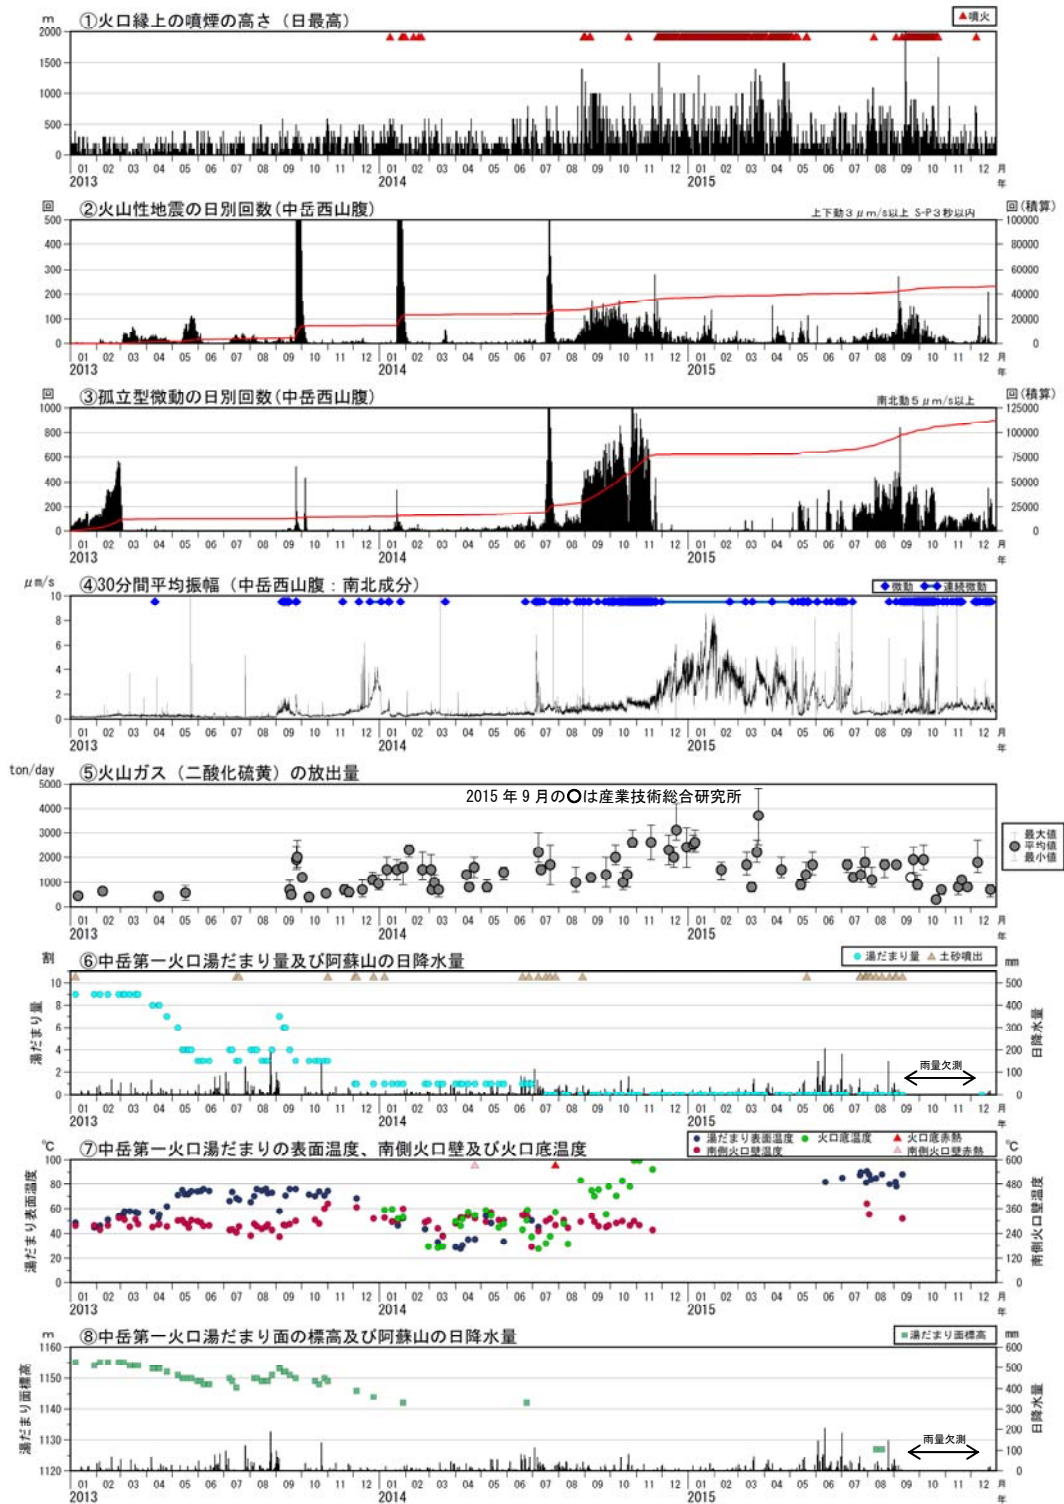 m ①火口縁上の噴煙の高さ（日最高） ▲噴火
2000
1500
1000
500
0
01 02 03 04 05 06 07 08 09 10 11 12 01 02 03 04 05 06 07 08 09 10 11 12 01 02 03 04 05 06 07 08 09 10 11 12 月
2013 2014 2015 年
回 ②火山性地震の日別回数(中岳西山腹) 上下動３μm/s以上 S-P３秒以内 回(積算)
500 100000
400 80000
300 60000
200 40000
100 20000
0 0
01 02 03 04 05 06 07 08 09 10 11 12 01 02 03 04 05 06 07 08 09 10 11 12 01 02 03 04 05 06 07 08 09 10 11 12 月
2013 2014 2015 年
回 ③孤立型微動の日別回数(中岳西山腹) 南北動５μm/s以上 回(積算)
1000 125000
800 100000
600 75000
400 50000
200 25000
0 0
01 02 03 04 05 06 07 08 09 10 11 12 01 02 03 04 05 06 07 08 09 10 11 12 01 02 03 04 05 06 07 08 09 10 11 12 月
2013 2014 2015 年
μm/s ④30分間平均振幅（中岳西山腹：南北成分） ◆微動 ◆◆連続微動
10
8
6
4
2
0
01 02 03 04 05 06 07 08 09 10 11 12 01 02 03 04 05 06 07 08 09 10 11 12 01 02 03 04 05 06 07 08 09 10 11 12 月
2013 2014 2015 年
ton/day ⑤火山ガス（二酸化硫黄）の放出量
5000
2015年９月の○は産業技術総合研究所
4000
3000
2000
1000
0
最大値
平均値
最小値
01 02 03 04 05 06 07 08 09 10 11 12 01 02 03 04 05 06 07 08 09 10 11 12 01 02 03 04 05 06 07 08 09 10 11 12 月
2013 2014 2015 年
割 ⑥中岳第一火口湯だまり量及び阿蘇山の日降水量 ●湯だまり量 ▲土砂噴出 mm
10 500
8 400
6 300
4 200
2 100
0 0
湯だまり量
日降水量
雨量欠測
01 02 03 04 05 06 07 08 09 10 11 12 01 02 03 04 05 06 07 08 09 10 11 12 01 02 03 04 05 06 07 08 09 10 11 12 月
2013 2014 2015 年
℃ ⑦中岳第一火口湯だまりの表面温度、南側火口壁及び火口底温度 ℃
●湯だまり表面温度 ●火口底温度 ▲火口底赤熱
●南側火口壁温度 ▲南側火口壁赤熱
100 600
80 480
60 360
40 240
20 120
0 0
湯だまり表面温度
南側火口壁温度
01 02 03 04 05 06 07 08 09 10 11 12 01 02 03 04 05 06 07 08 09 10 11 12 01 02 03 04 05 06 07 08 09 10 11 12 月
2013 2014 2015 年
m ⑧中岳第一火口湯だまり面の標高及び阿蘇山の日降水量 ■湯だまり面標高 mm
1160 600
500
1150
400
1140
300
1130 200
100
1120 0
湯だまり面標高
日降水量
雨量欠測
01 02 03 04 05 06 07 08 09 10 11 12 01 02 03 04 05 06 07 08 09 10 11 12 01 02 03 04 05 06 07 08 09 10 11 12 月
2013 2014 2015 年